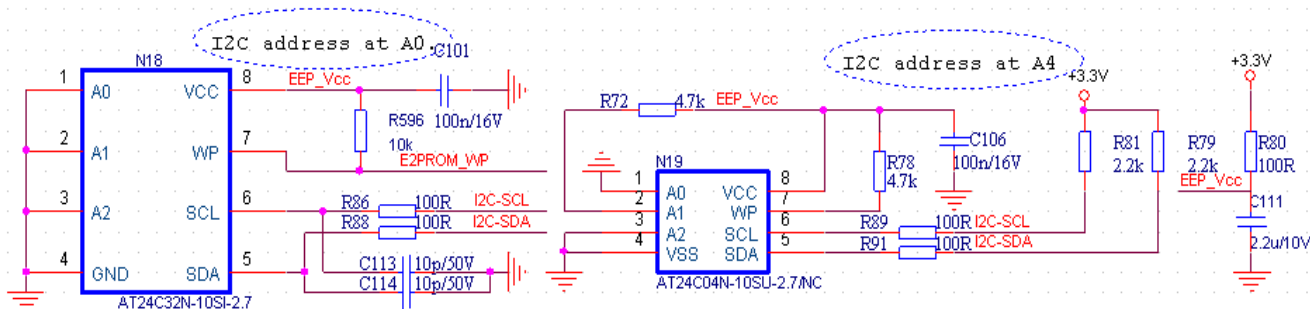 I2C address at A0.
N18
1 A0 VCC 8
2 A1 WP 7
3 A2 SCL 6
4 GND SDA 5
AT24C32N-10SI-2.7
EEP_Vcc
C101
100n/16V
R596
10k
E2PROM_WP
R86 100R I2C-SCL
R88 100R I2C-SDA
C113 10p/50V
C114 10p/50V
I2C address at A4
R72 4.7k EEP_Vcc
N19
1 A0 VCC 8
2 A1 WP 7
3 A2 SCL 6
4 VSS SDA 5
AT24C04N-10SU-2.7/NC
R78
4.7k
C106
100n/16V
R89 100R I2C-SCL
R91 100R I2C-SDA
+3.3V
R81
2.2k
R79
2.2k
+3.3V
R80
100R
EEP_Vcc
C111
2.2u/10V